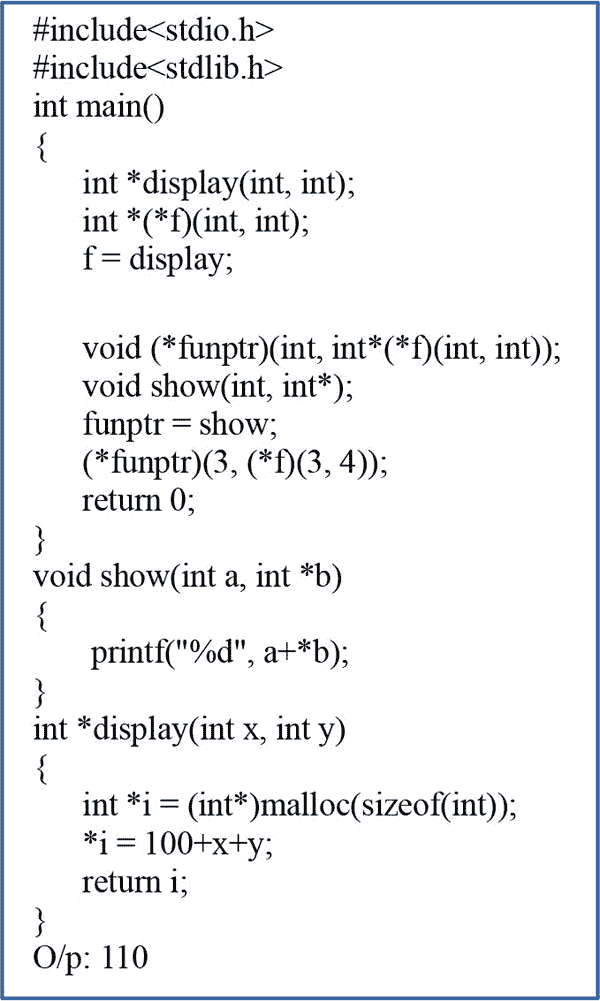 #include<stdio.h>
#include<stdlib.h>
int main()
{
int *display(int, int);
int *(*f)(int, int);
f = display;
void (*funptr)(int, int*(*f)(int, int));
void show(int, int*);
funptr = show;
(*funptr)(3, (*f)(3, 4));
return 0;
}
void show(int a, int *b)
{
printf("%d", a+*b);
}
int *display(int x, int y)
{
int *i = (int*)malloc(sizeof(int));
*i = 100+x+y;
return i;
}
O/p: 110